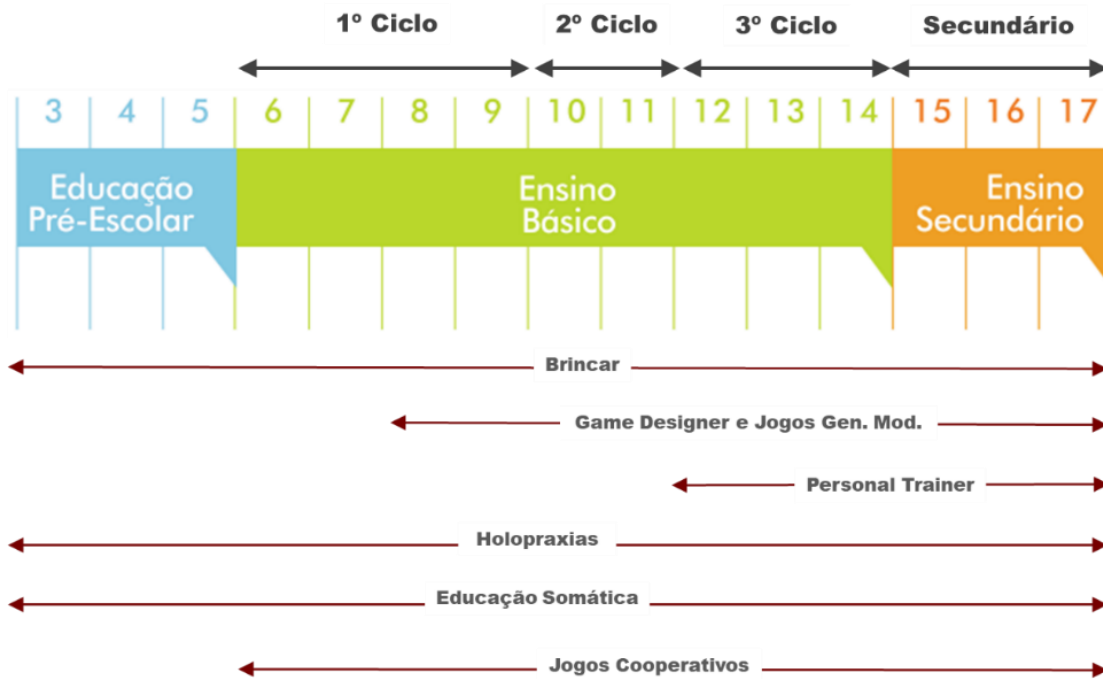 1º Ciclo 2º Ciclo 3º Ciclo Secundário
3 4 5 6 7 8 9 10 11 12 13 14 15 16 17
Educação
Pré-Escolar
Ensino
Básico
Ensino
Secundário
Brincar
Game Designer e Jogos Gen. Mod.
Personal Trainer
Holopraxias
Educação Somática
Jogos Cooperativos